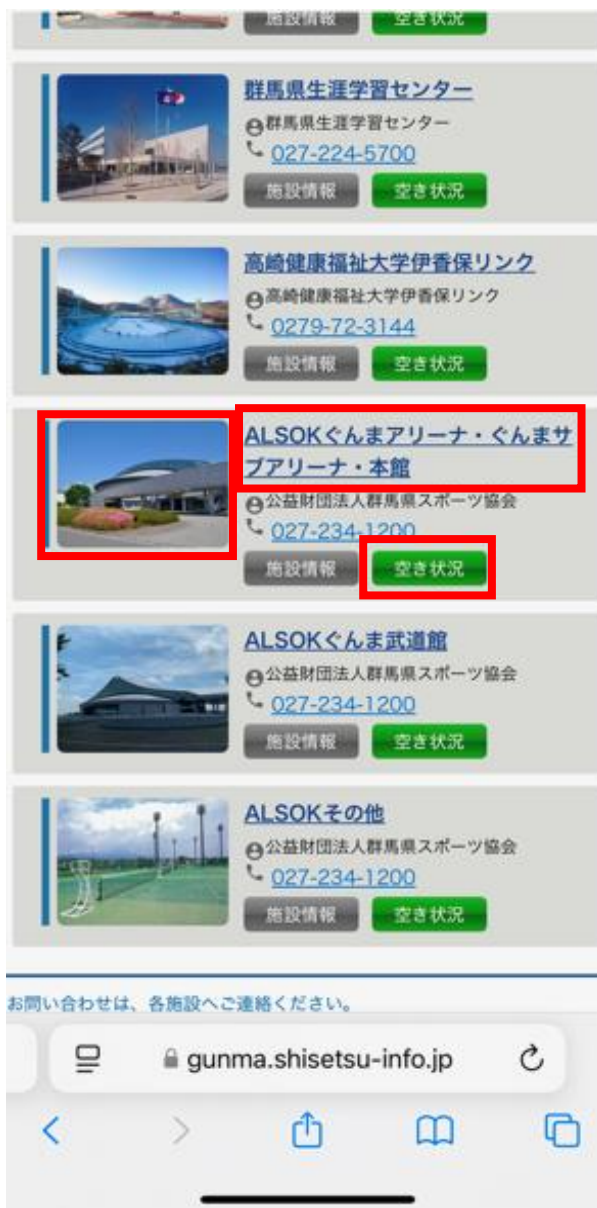 施設情報 空き状況
群馬県生涯学習センター
群馬県生涯学習センター
027-224-5700
施設情報 空き状況
高崎健康福祉大学伊香保リンク
高崎健康福祉大学伊香保リンク
0279-72-3144
施設情報 空き状況
ALSOKぐんまアリーナ・ぐんまサ
ブアリーナ・本館
公益財団法人群馬県スポーツ協会
027-234-1200
施設情報 空き状況
ALSOKぐんま武道館
公益財団法人群馬県スポーツ協会
027-234-1200
施設情報 空き状況
ALSOKその他
公益財団法人群馬県スポーツ協会
027-234-1200
施設情報 空き状況
お問い合わせは、各施設へご連絡ください。
gunma.shisetsu-info.jp